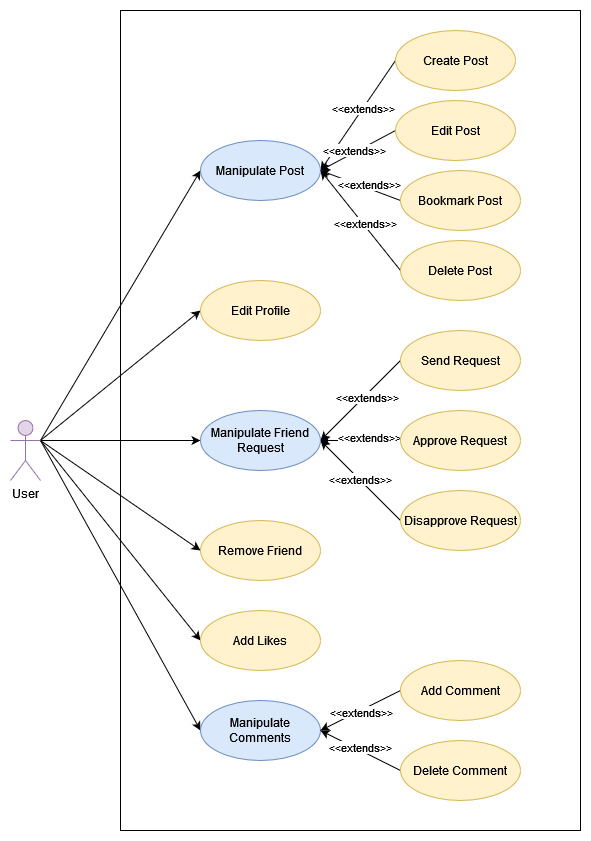 Create Post
<<extends>>
Edit Post
<<extends>>
Manipulate Post
<<extends>>
Bookmark Post
<<extends>>
Delete Post
Edit Profile
Send Request
<<extends>>
Manipulate Friend
Request
<<extends>>
Approve Request
<<extends>>
Disapprove Request
User
Remove Friend
Add Likes
Add Comment
<<extends>>
Manipulate
Comments
<<extends>>
Delete Comment